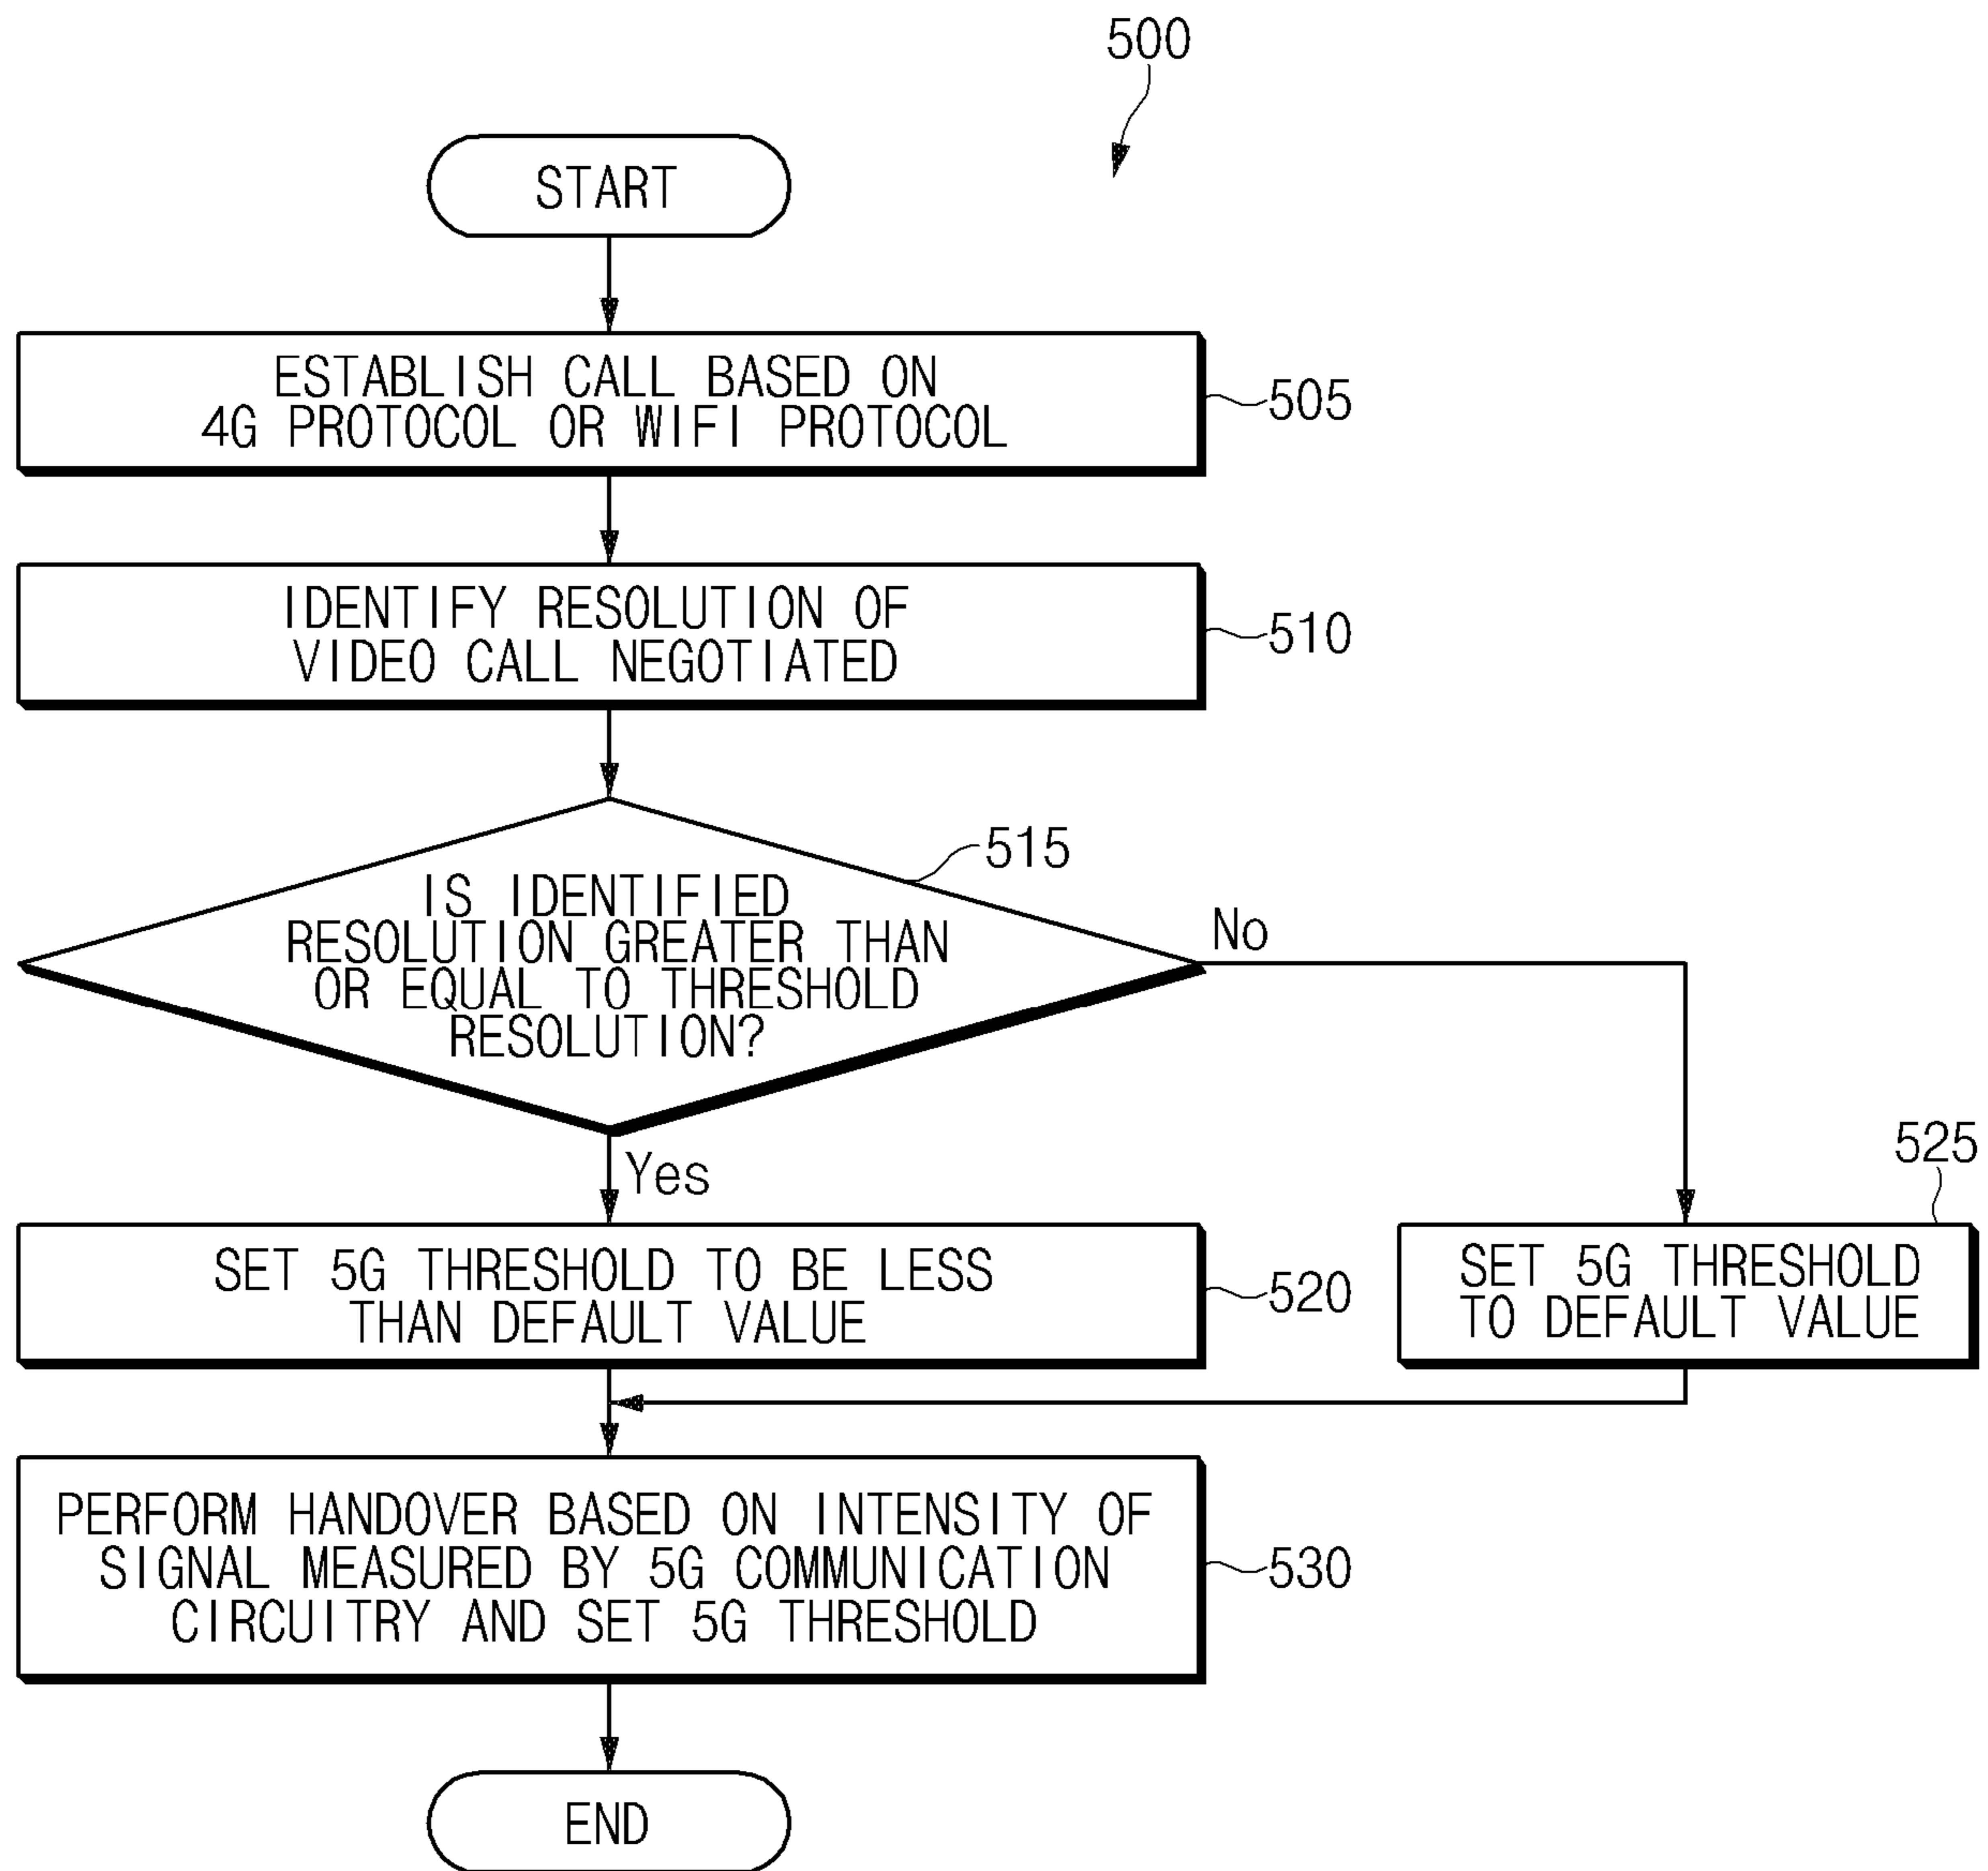 500
START
ESTABLISH CALL BASED ON
4G PROTOCOL OR WIFI PROTOCOL
505
IDENTIFY RESOLUTION OF
VIDEO CALL NEGOTIATED
510
515
IS IDENTIFIED
RESOLUTION GREATER THAN
OR EQUAL TO THRESHOLD
RESOLUTION?
No
Yes
525
SET 5G THRESHOLD TO BE LESS
THAN DEFAULT VALUE
520
SET 5G THRESHOLD
TO DEFAULT VALUE
PERFORM HANDOVER BASED ON INTENSITY OF
SIGNAL MEASURED BY 5G COMMUNICATION
CIRCUITRY AND SET 5G THRESHOLD
530
END